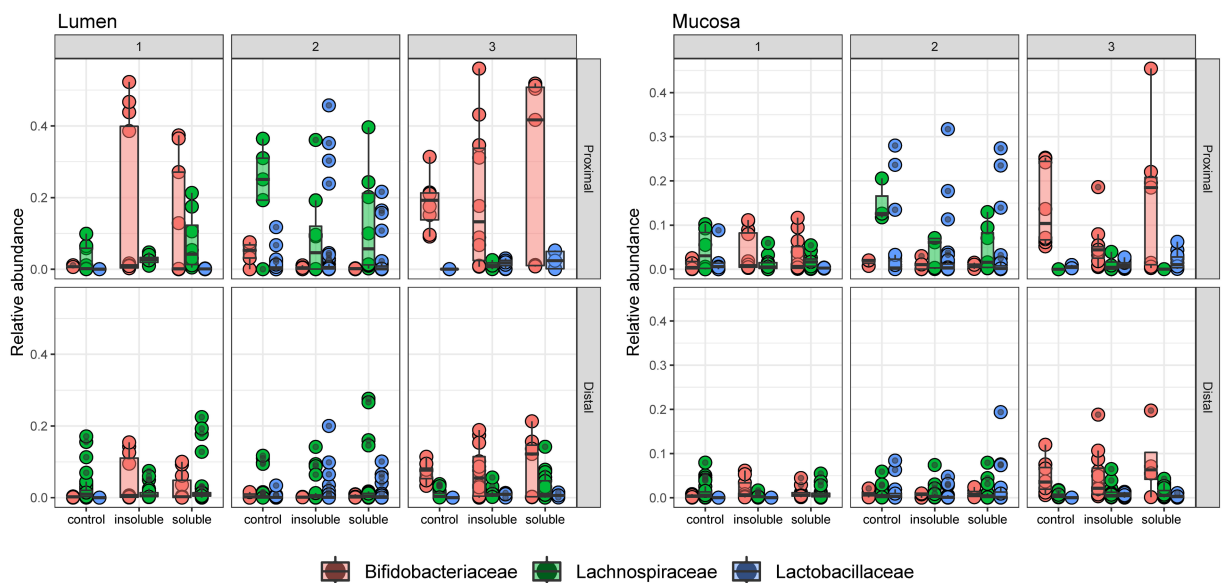 Lumen
Mucosa
1 2 3
1 2 3
Relative abundance
0.4
0.2
0.0
Proximal
Relative abundance
0.4
0.3
0.2
0.1
0.0
Proximal
0.4
0.2
0.0
Distal
0.4
0.3
0.2
0.1
0.0
Distal
control insoluble soluble control insoluble soluble control insoluble soluble
control insoluble soluble control insoluble soluble control insoluble soluble
Bifidobacteriaceae Lachnospiraceae Lactobacillaceae